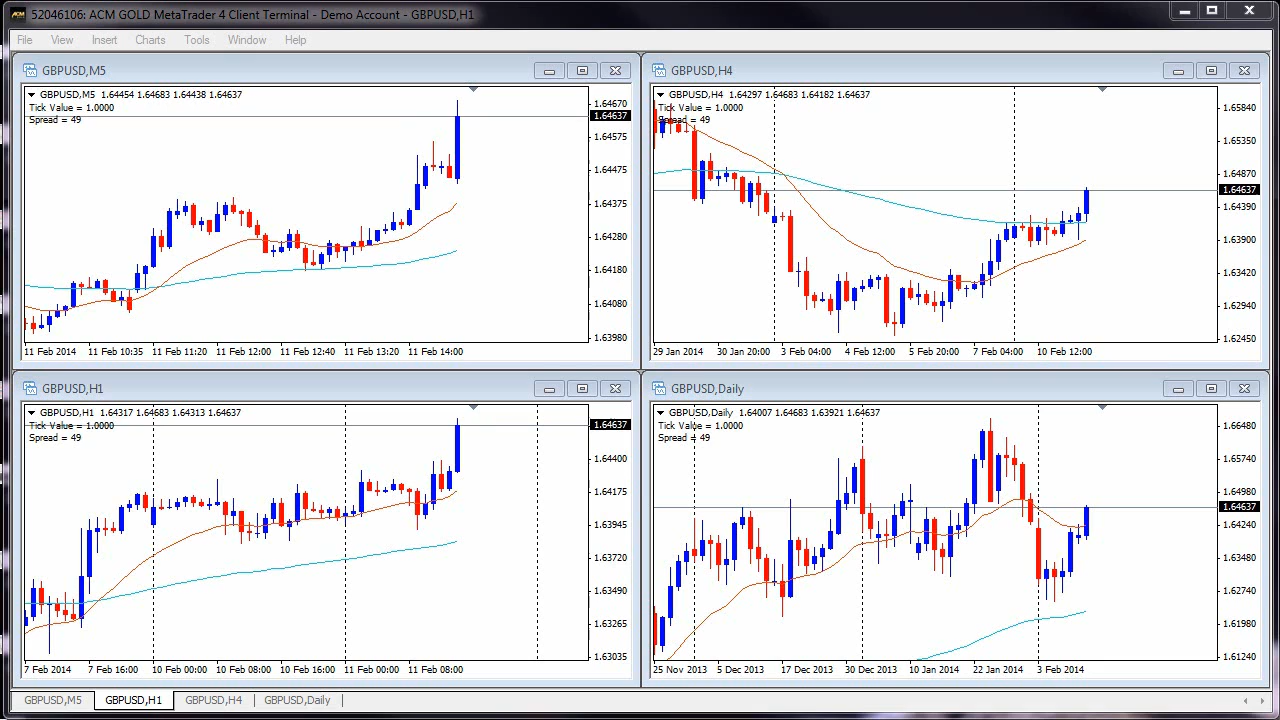 52046106: ACM GOLD MetaTrader 4 Client Terminal - Demo Account - GBPUSD,H1
File View Insert Charts Tools Window Help
GBPUSD,M5
GBPUSD,M5 1.64454 1.64683 1.64438 1.64637
Tick Value = 1.0000
Spread = 49
1.64670
1.64637
1.64575
1.64475
1.64375
1.64280
1.64180
1.64080
1.63980
11 Feb 2014 11 Feb 10:35 11 Feb 11:20 11 Feb 12:00 11 Feb 12:40 11 Feb 13:20 11 Feb 14:00
GBPUSD,H4
GBPUSD,H4 1.64297 1.64683 1.64182 1.64637
Tick Value = 1.0000
Spread = 49
1.65840
1.65350
1.64870
1.64637
1.64390
1.63900
1.63420
1.62940
1.62450
29 Jan 2014 30 Jan 20:00 3 Feb 04:00 4 Feb 12:00 5 Feb 20:00 7 Feb 04:00 10 Feb 12:00
GBPUSD,H1
GBPUSD,H1 1.64317 1.64683 1.64313 1.64637
Tick Value = 1.0000
Spread = 49
1.64637
1.64400
1.64175
1.63945
1.63720
1.63490
1.63265
1.63035
7 Feb 2014 7 Feb 16:00 10 Feb 00:00 10 Feb 08:00 10 Feb 16:00 11 Feb 00:00 11 Feb 08:00
GBPUSD,Daily
GBPUSD,Daily 1.64007 1.64683 1.63921 1.64637
Tick Value = 1.0000
Spread = 49
1.66480
1.65740
1.64980
1.64637
1.64240
1.63480
1.62740
1.61980
1.61240
25 Nov 2013 5 Dec 2013 17 Dec 2013 30 Dec 2013 10 Jan 2014 22 Jan 2014 3 Feb 2014
GBPUSD,M5 GBPUSD,H1 GBPUSD,H4 GBPUSD,Daily